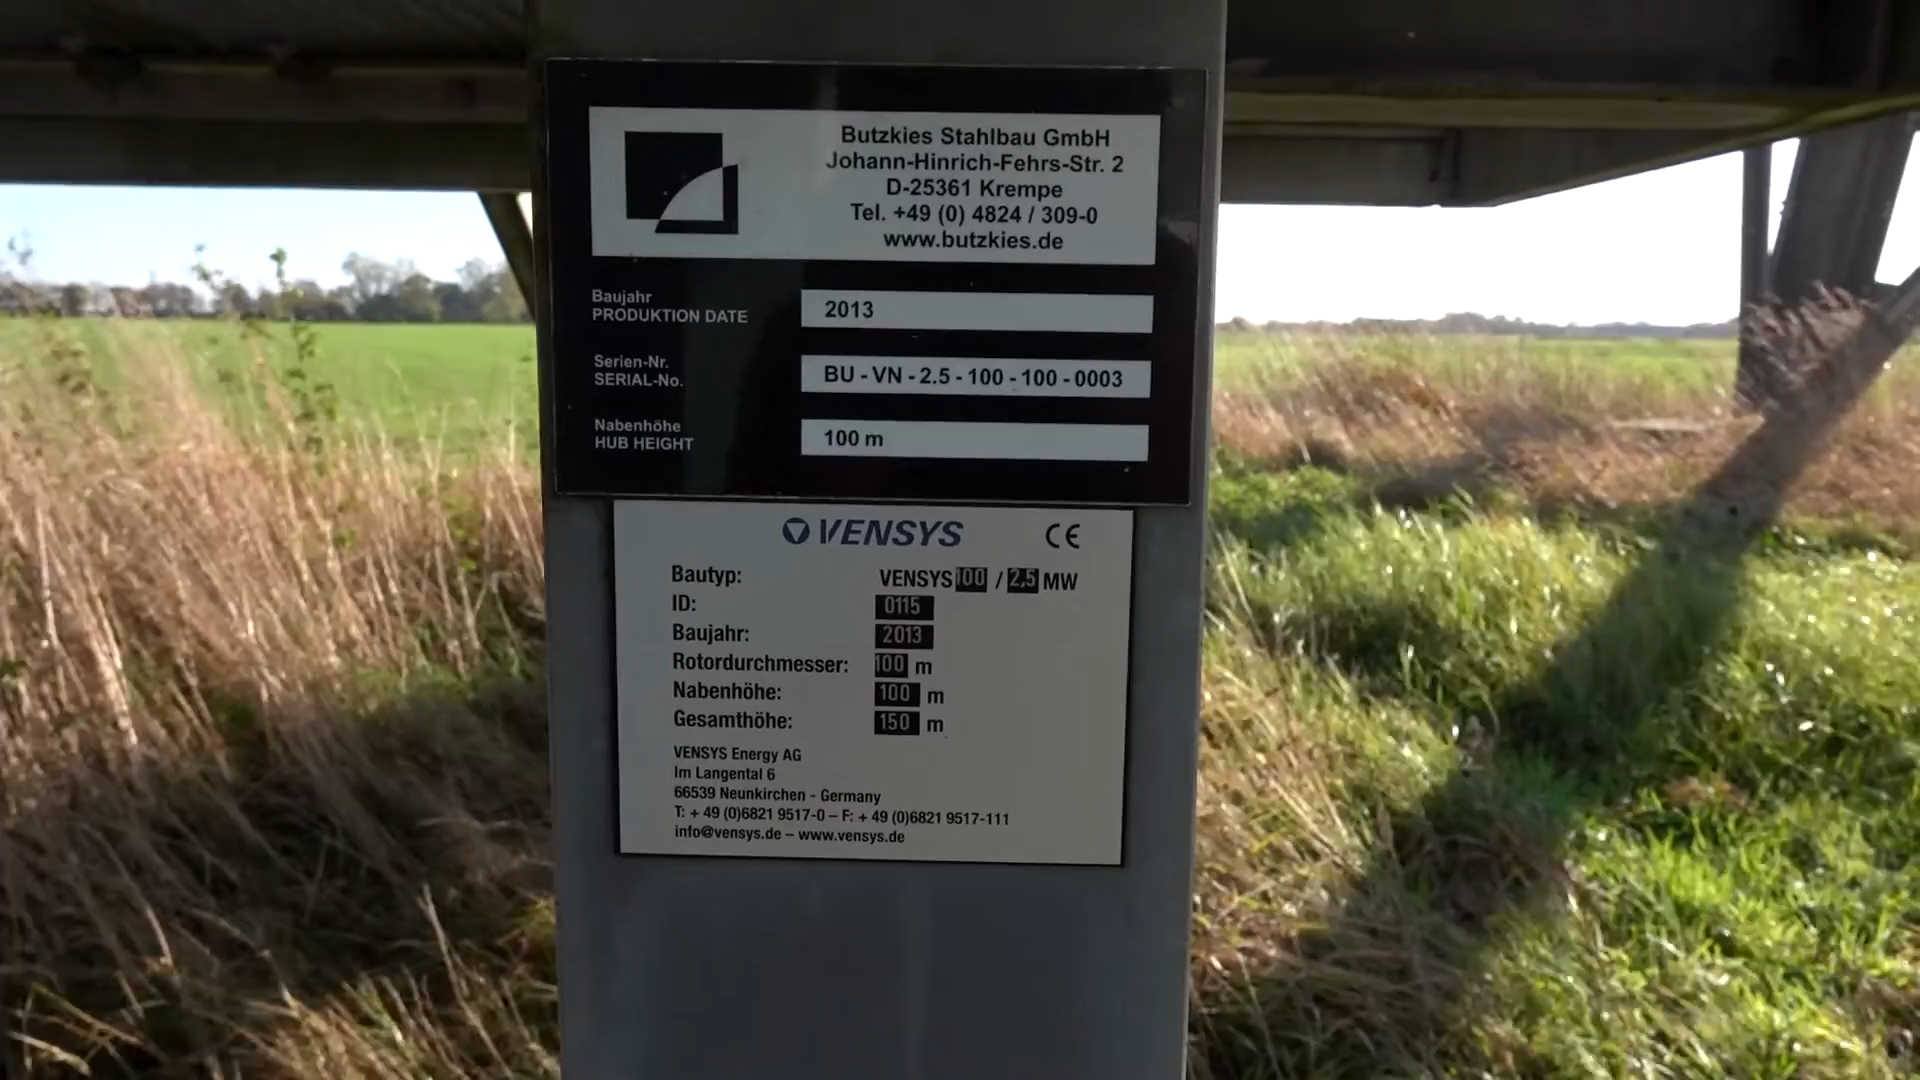 Butzkies Stahlbau GmbH
Johann-Hinrich-Fehrs-Str. 2
D-25361 Krempe
Tel. +49 (0) 4824 / 309-0
www.butzkies.de
Baujahr
PRODUKTION DATE
2013
Serien-Nr.
SERIAL-No.
BU - VN - 2.5 - 100 - 100 - 0003
Nabenhöhe
HUB HEIGHT
100 m
VENSYS CE
Bautyp: VENSYS 100 / 2,5 MW
ID: 0115
Baujahr: 2013
Rotordurchmesser: 100 m
Nabenhöhe: 100 m
Gesamthöhe: 150 m
VENSYS Energy AG
Im Langental 6
66539 Neunkirchen - Germany
T: + 49 (0)6821 9517-0 – F: + 49 (0)6821 9517-111
info@vensys.de – www.vensys.de